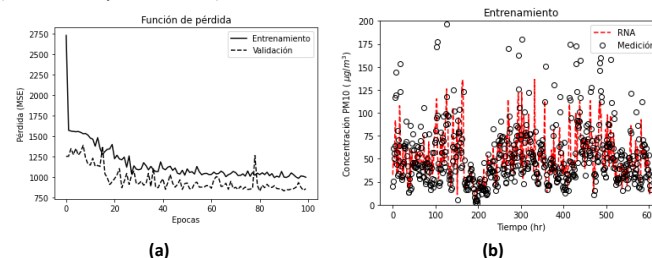 Función de pérdida
Entrenamiento
Validación
2750
2500
2250
2000
1750
1500
1250
1000
750
Pérdida (MSE)
0 20 40 60 80 100
Epocas
(a)
Entrenamiento
RNA
Medición
200
175
150
125
100
75
50
25
0
Concentración PM10 ( μg/m³)
0 100 200 300 400 500 600
Tiempo (hr)
(b)